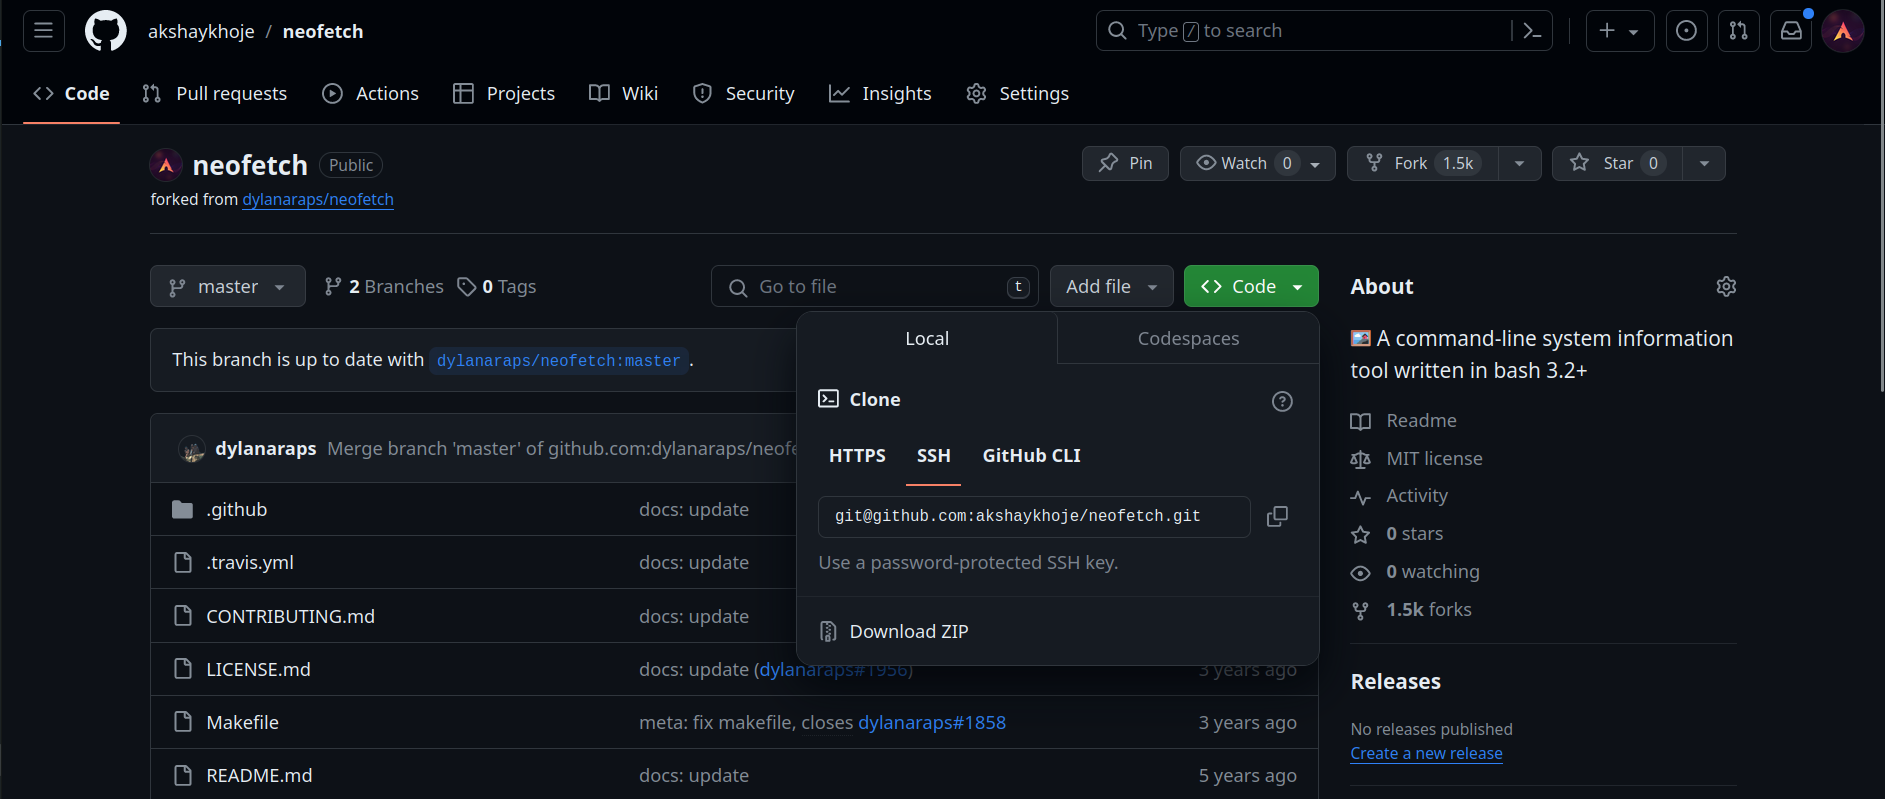 akshaykhoje / neofetch
Type / to search
Code Pull requests Actions Projects Wiki Security Insights Settings
neofetch Public
Pin Watch 0 Fork 1.5k Star 0
forked from dylanaraps/neofetch
master 2 Branches 0 Tags Go to file t Add file Code
This branch is up to date with dylanaraps/neofetch:master .
dylanaraps Merge branch 'master' of github.com:dylanaraps/neofe
.github docs: update
.travis.yml docs: update
CONTRIBUTING.md docs: update
LICENSE.md docs: update (dylanaraps#1956) 3 years ago
Makefile meta: fix makefile, closes dylanaraps#1858 3 years ago
README.md docs: update 5 years ago
Local Codespaces
Clone
HTTPS SSH GitHub CLI
git@github.com:akshaykhoje/neofetch.git
Use a password-protected SSH key.
Download ZIP
About
A command-line system information
tool written in bash 3.2+
Readme
MIT license
Activity
0 stars
0 watching
1.5k forks
Releases
No releases published
Create a new release